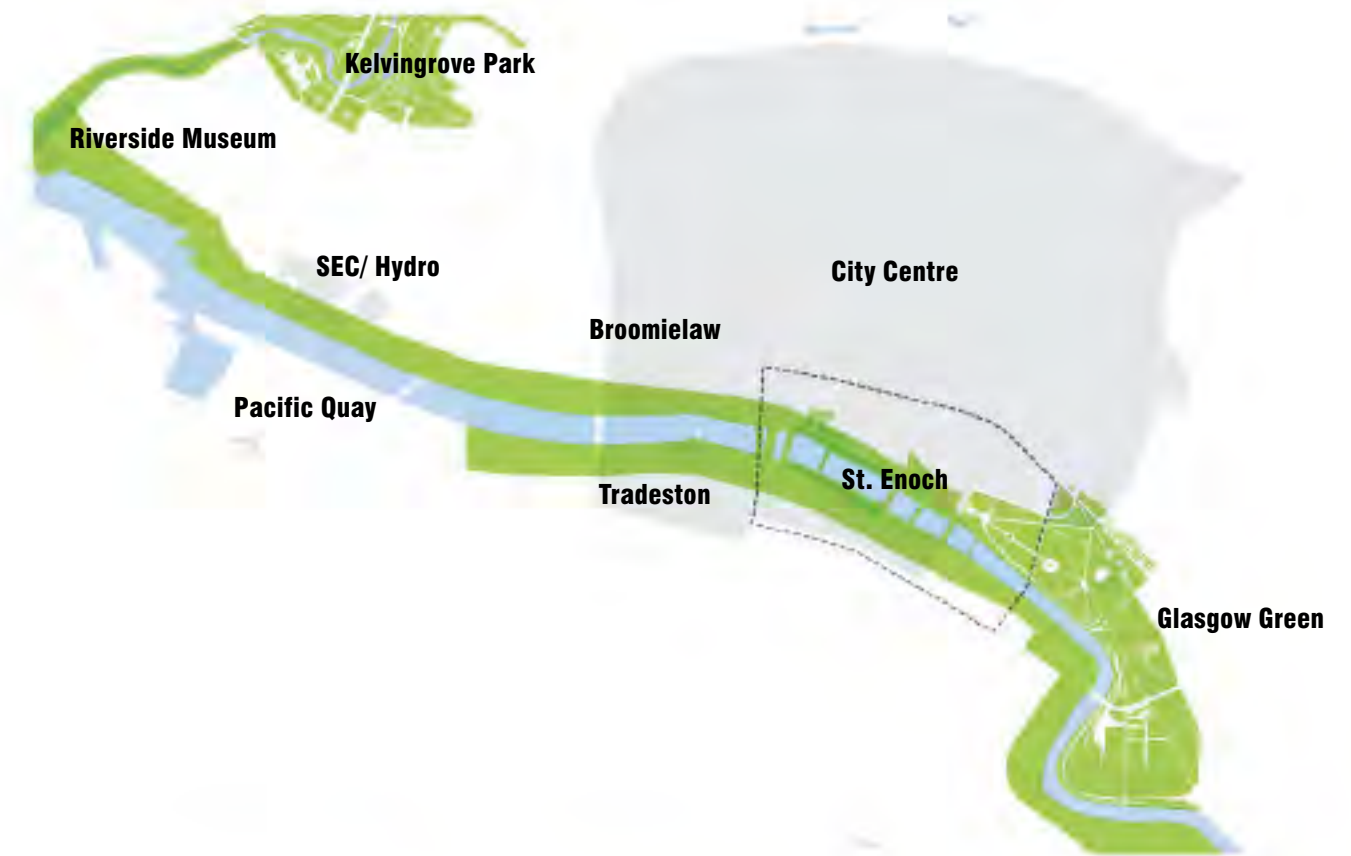 Kelvingrove Park
Riverside Museum
SEC/ Hydro
City Centre
Broomielaw
Pacific Quay
St. Enoch
Tradeston
Glasgow Green